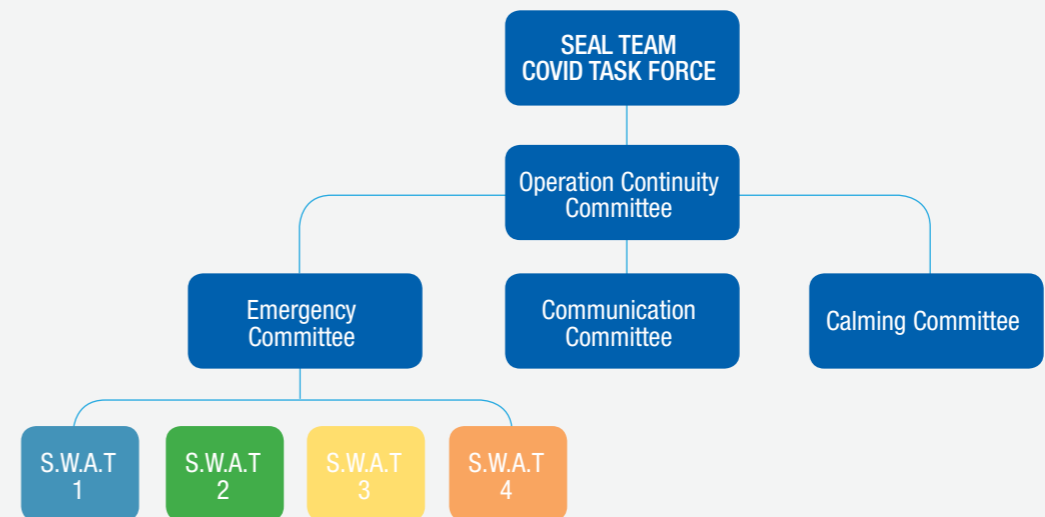 SEAL TEAM
COVID TASK FORCE
Operation Continuity
Committee
Emergency
Committee
Communication
Committee
Calming Committee
S.W.A.T
1
S.W.A.T
2
S.W.A.T
3
S.W.A.T
4